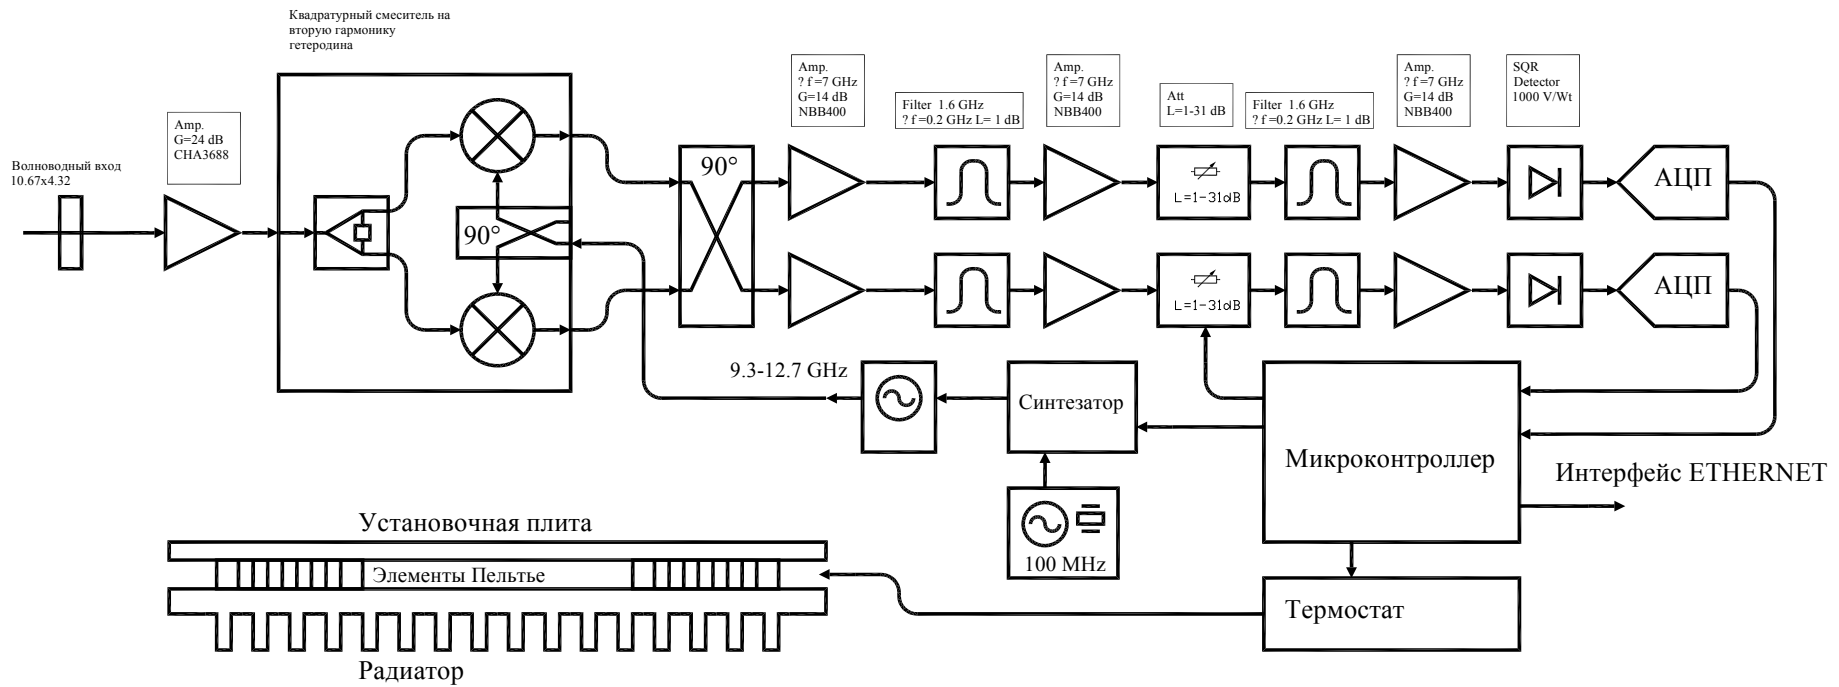 Квадратурный смеситель на
вторую гармонику
гетеродина
Волноводный вход
10.67x4.32
Amp.
G=24 dB
CHA3688
90°
90°
Amp.
? f =7 GHz
G=14 dB
NBB400
Filter 1.6 GHz
? f =0.2 GHz L= 1 dB
Amp.
? f =7 GHz
G=14 dB
NBB400
Att
L=1-31 dB
Filter 1.6 GHz
? f =0.2 GHz L= 1 dB
Amp.
? f =7 GHz
G=14 dB
NBB400
SQR
Detector
1000 V/Wt
L=1-31dB
АЦП
L=1-31dB
АЦП
9.3-12.7 GHz
Синтезатор
100 MHz
Микроконтроллер
Интерфейс ETHERNET
Термостат
Установочная плита
Элементы Пельтье
Радиатор